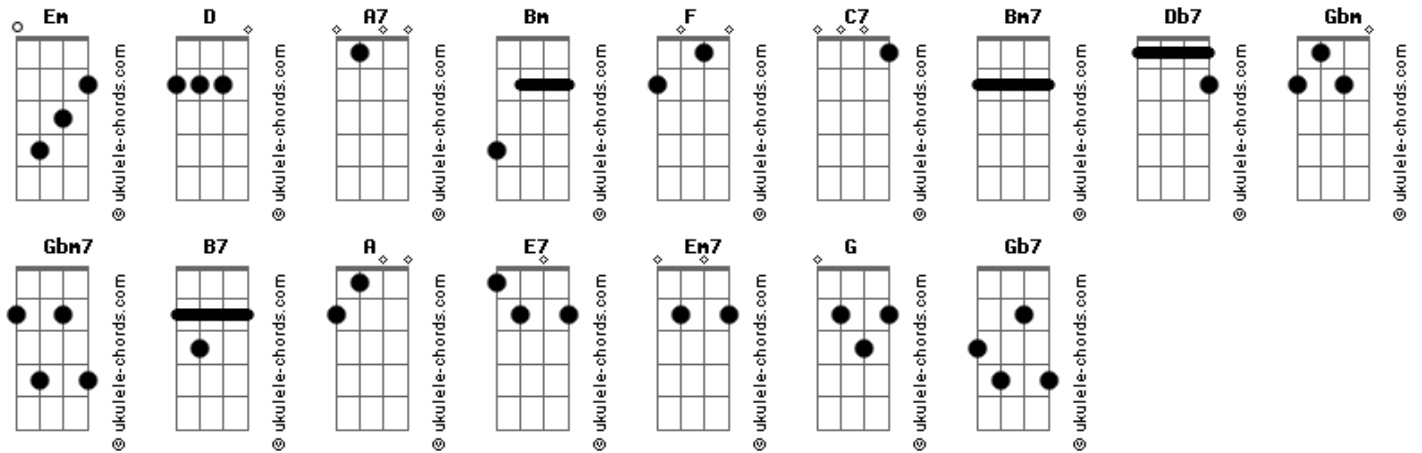 Em D A7 Bm F C7 Bm7 Db7 Gbm
© ukulele-chords.com © ukulele-chords.com © ukulele-chords.com © ukulele-chords.com © ukulele-chords.com © ukulele-chords.com © ukulele-chords.com © ukulele-chords.com © ukulele-chords.com
Gbm7 B7 A E7 Em7 G Gb7
© ukulele-chords.com © ukulele-chords.com © ukulele-chords.com © ukulele-chords.com © ukulele-chords.com © ukulele-chords.com © ukulele-chords.com